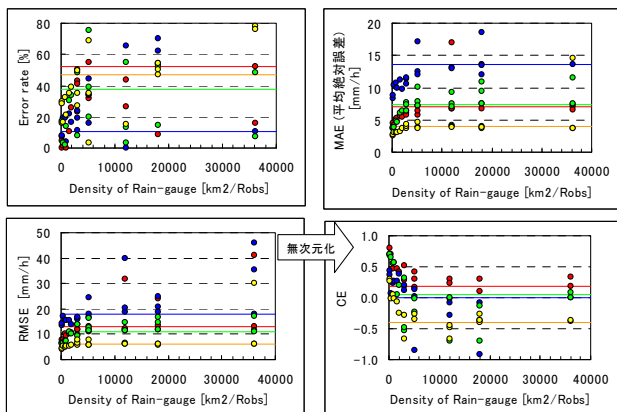 Error rate [%]
80
60
40
20
0
0 10000 20000 30000 40000
Density of Rain-gauge [km2/Robs]
MAE (平均絶対誤差)
[mm/h]
20
15
10
5
0
0 10000 20000 30000 40000
Density of Rain-gauge [km2/Robs]
RMSE [mm/h]
50
40
30
20
10
0
0 10000 20000 30000 40000
Density of Rain-gauge [km2/Robs]
無次元化
CE
1.0
0.5
0.0
-0.5
-1.0
0 10000 20000 30000 40000
Density of Rain-gauge [km2/Robs]